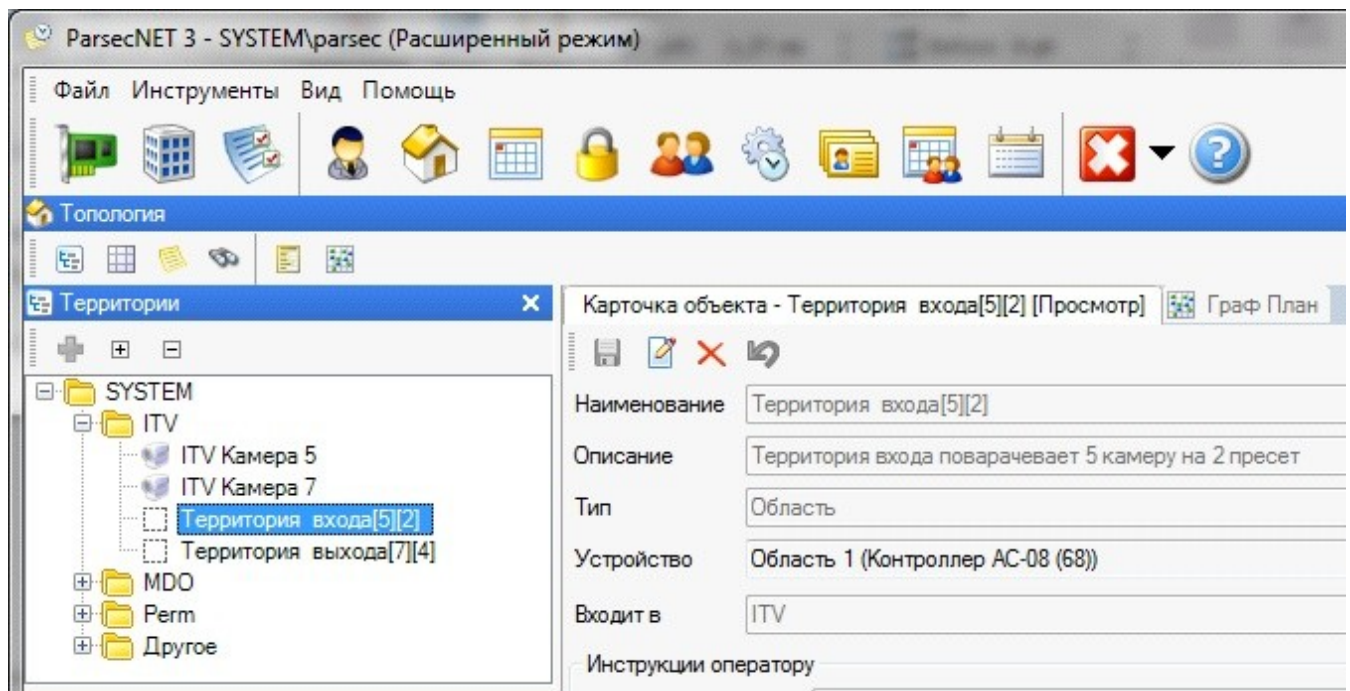 ParsecNET 3 - SYSTEM\parsec (Расширенный режим)
Файл Инструменты Вид Помощь
Топология
Территории
SYSTEM
ITV
ITV Камера 5
ITV Камера 7
Территория входа[5][2]
Территория выхода[7][4]
MDO
Perm
Другое
Карточка объекта - Территория входа[5][2] [Просмотр] Граф План
Наименование Территория входа[5][2]
Описание Территория входа поварачевает 5 камеру на 2 пресет
Тип Область
Устройство Область 1 (Контроллер AC-08 (68))
Входит в ITV
Инструкции оператору